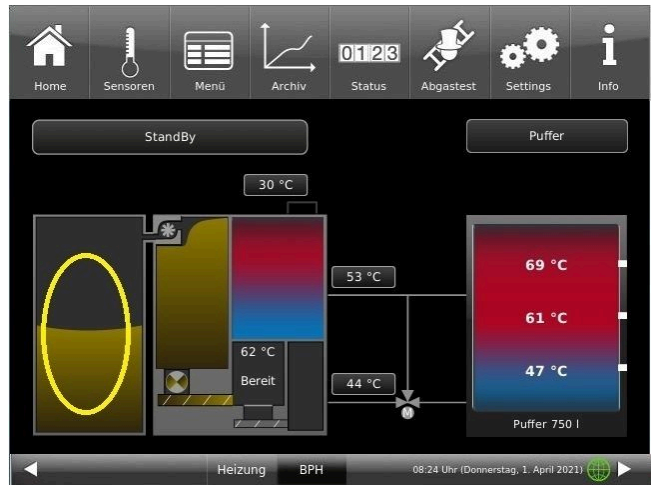 0123
Home Sensoren Menü Archiv Status Abgastest Settings Info
StandBy Puffer
30 °C
69 °C
53 °C
61 °C
62 °C
47 °C
Bereit
44 °C
M
Puffer 750 l
Heizung BPH 08:24 Uhr (Donnerstag, 1. April 2021)